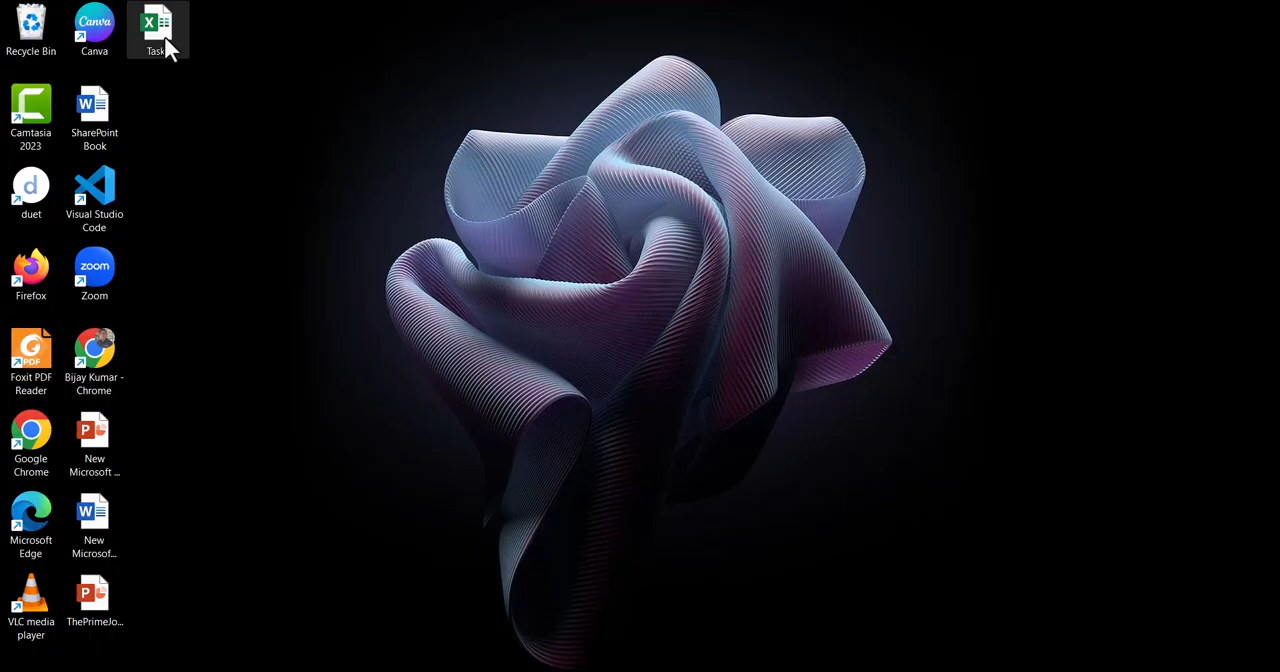 Recycle Bin
Canva
Canva
Task
Camtasia
2023
SharePoint
Book
d
duet
Visual Studio
Code
Firefox
zoom
Zoom
PDF
Foxit PDF
Reader
Bijay Kumar -
Chrome
Google
Chrome
New
Microsoft ...
Microsoft
Edge
New
Microsof...
VLC media
player
ThePrimeJo...